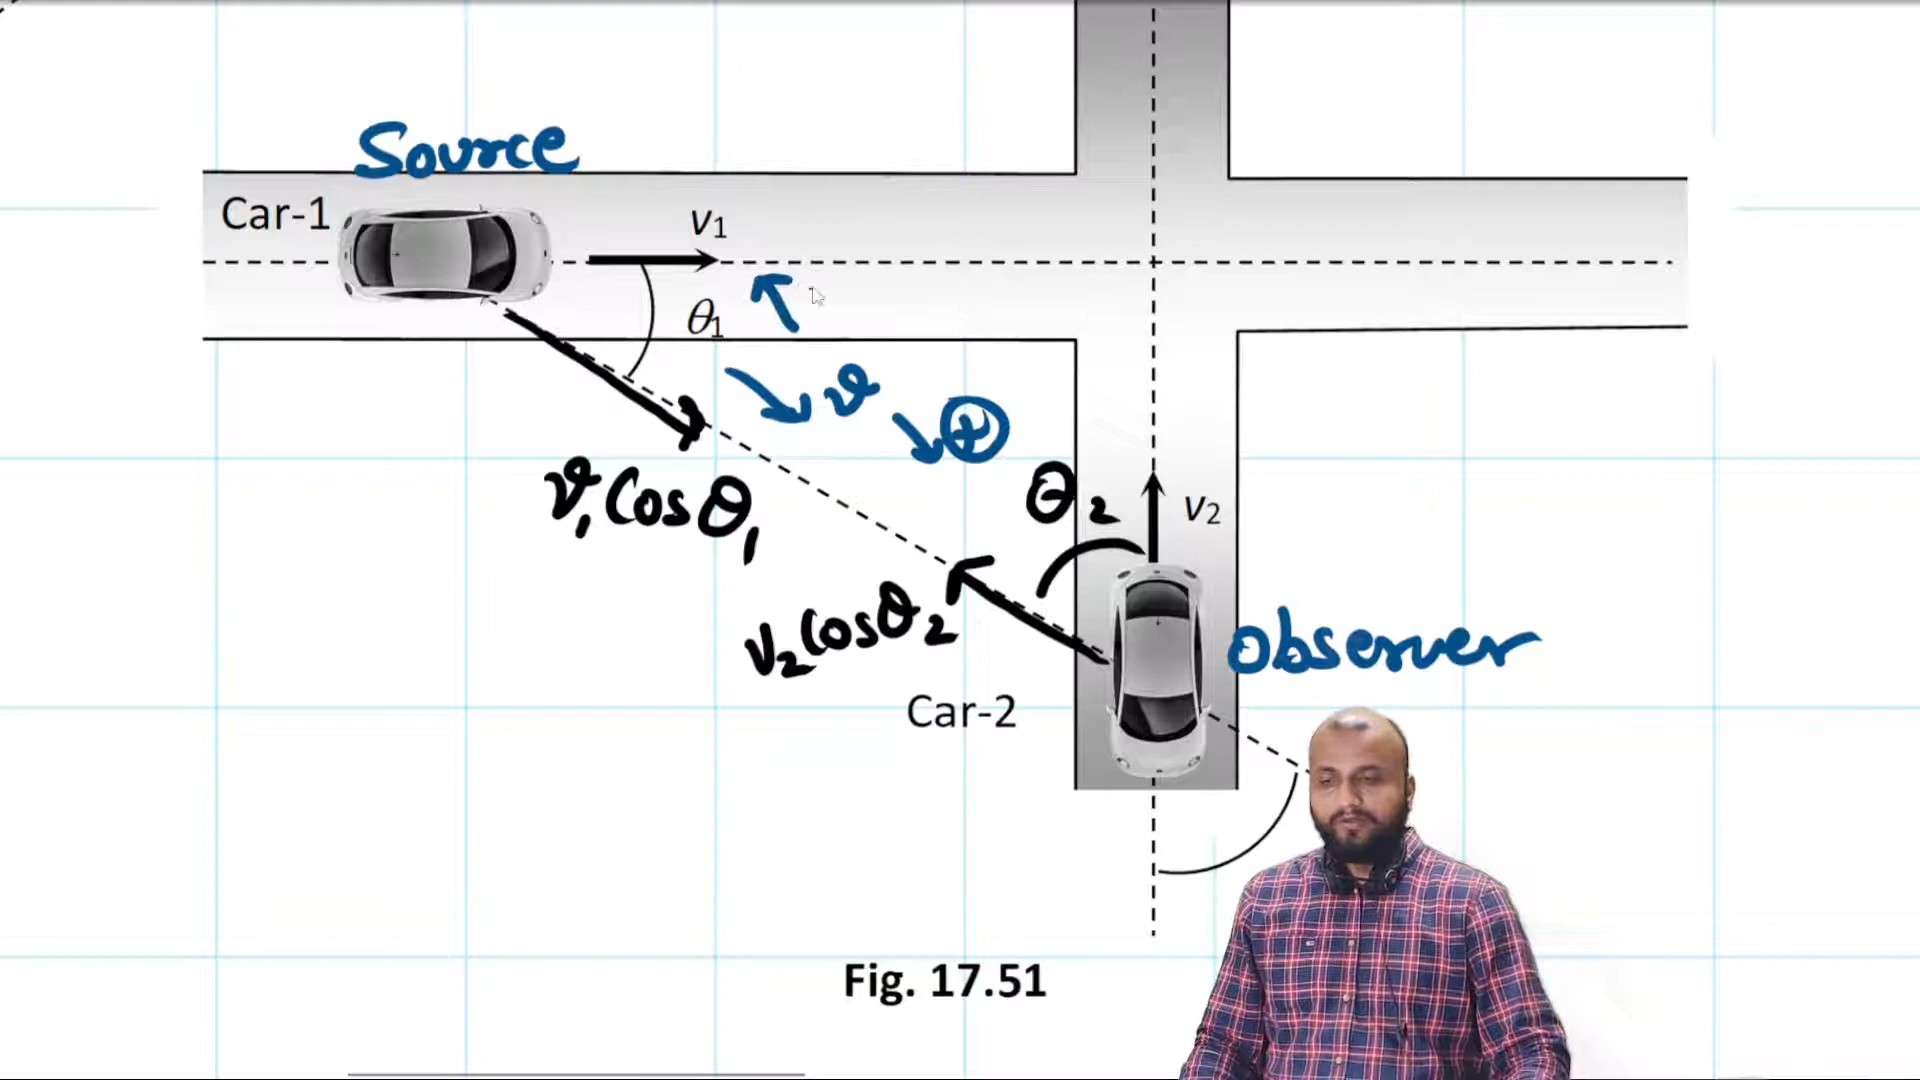 Source
Car-1
v₁
θ₁
v
+
v₁ Cos θ₁
θ₂
v₂
v₂ Cos θ₂
Observer
Car-2
Fig. 17.51